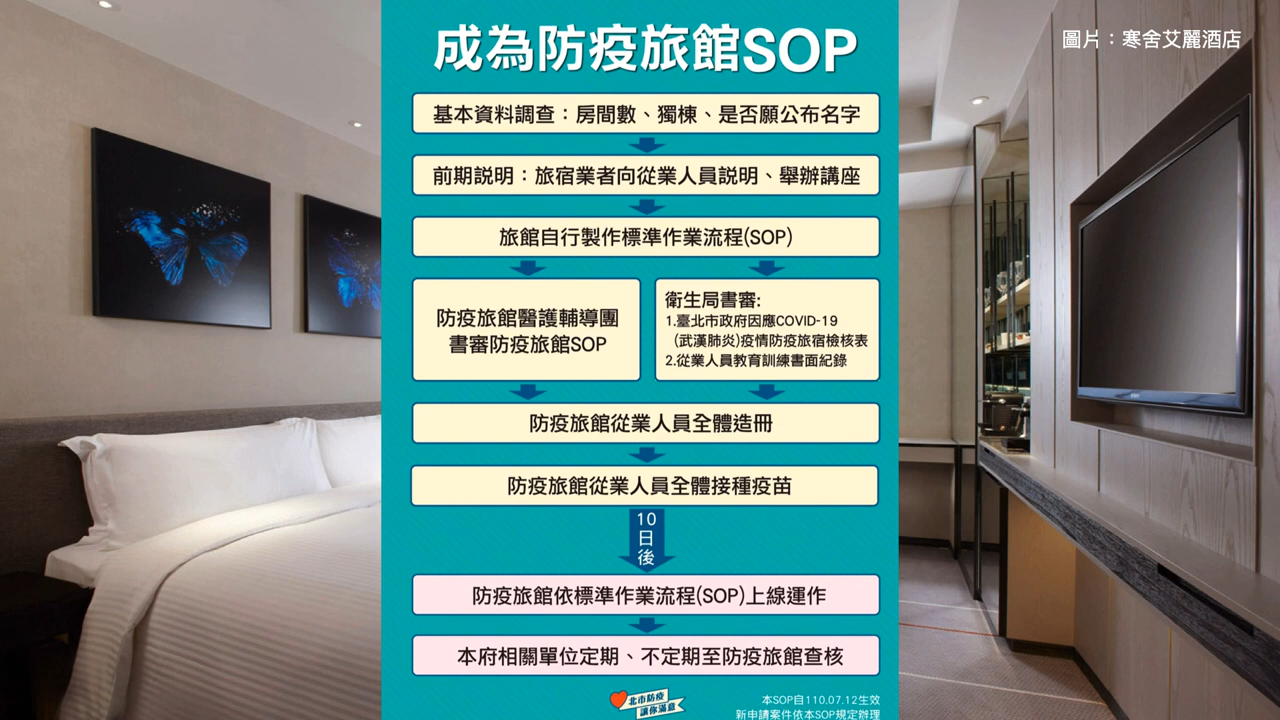 圖片：寒舍艾麗酒店
成為防疫旅館SOP
基本資料調查：房間數、獨棟、是否願公布名字
前期說明：旅宿業者向從業人員說明、舉辦講座
旅館自行製作標準作業流程(SOP)
防疫旅館醫護輔導團
書審防疫旅館SOP
衛生局書審:
1.臺北市政府因應COVID-19
(武漢肺炎)疫情防疫旅宿檢核表
2.從業人員教育訓練書面紀錄
防疫旅館從業人員全體造冊
防疫旅館從業人員全體接種疫苗
10
日
後
防疫旅館依標準作業流程(SOP)上線運作
本府相關單位定期、不定期至防疫旅館查核
北市防疫
讓你滿意
本SOP自110.07.12生效
新申請案件依本SOP規定辦理